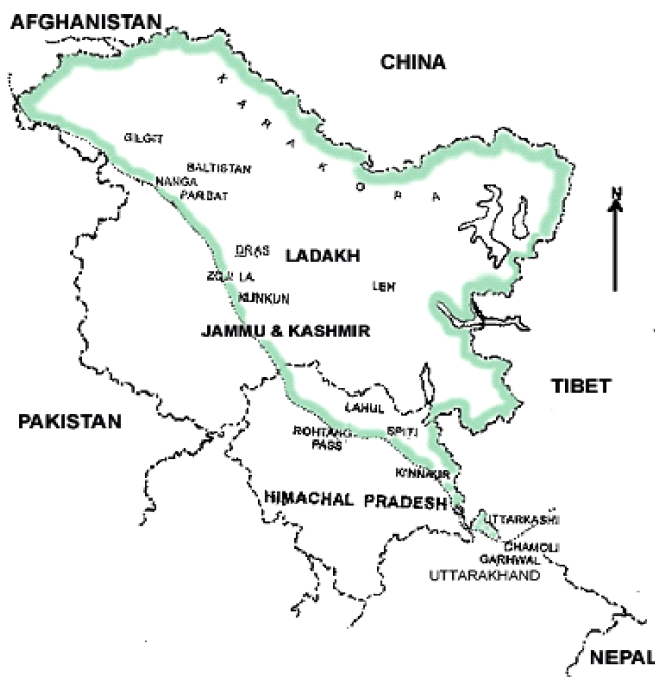 AFGHANISTAN
CHINA
KARAKORA
GILGIT
BALTISTAN
NANGA
PARBAT
N
DRAS
LADAKH
ZOJI LA
LEH
KUNKUN
JAMMU & KASHMIR
TIBET
PAKISTAN
LAHUL
ROHTANG
PASS
SPITI
KINNAUR
HIMACHAL PRADESH
UTTARKASHI
CHAMOLI
GARHWAL
UTTARAKHAND
NEPAL